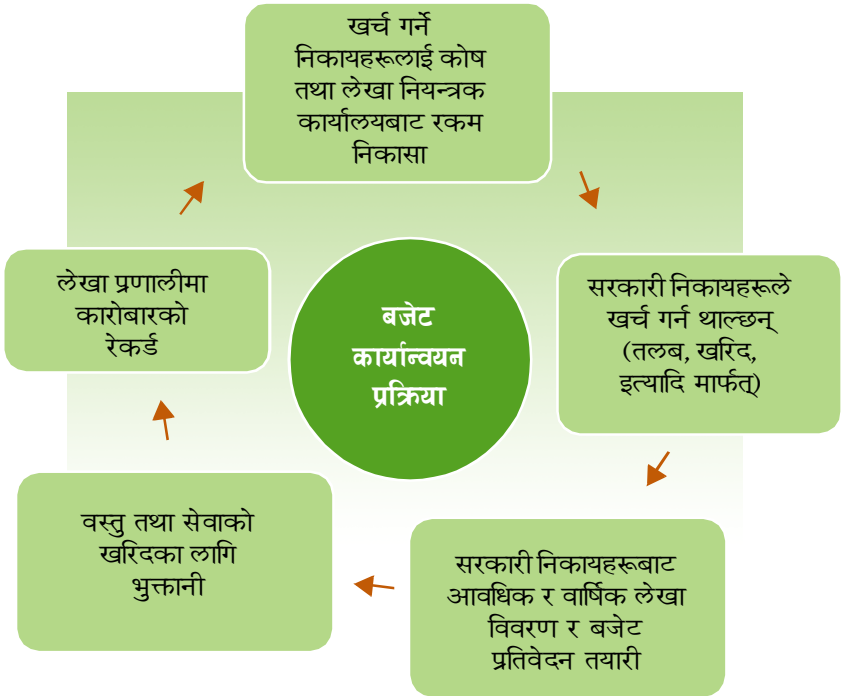 खर्च गर्ने
निकायहरूलाई कोष
तथा लेखा नियन्त्रक
कार्यालयबाट रकम
निकासा
सरकारी निकायहरूले
खर्च गर्न थाल्छन्
(तलब, खरिद,
इत्यादि मार्फत्)
सरकारी निकायहरूबाट
आवधिक र वार्षिक लेखा
विवरण र बजेट
प्रतिवेदन तयारी
वस्तु तथा सेवाको
खरिदका लागि
भुक्तानी
लेखा प्रणालीमा
कारोबारको
रेकर्ड
बजेट
कार्यान्वयन
प्रक्रिया